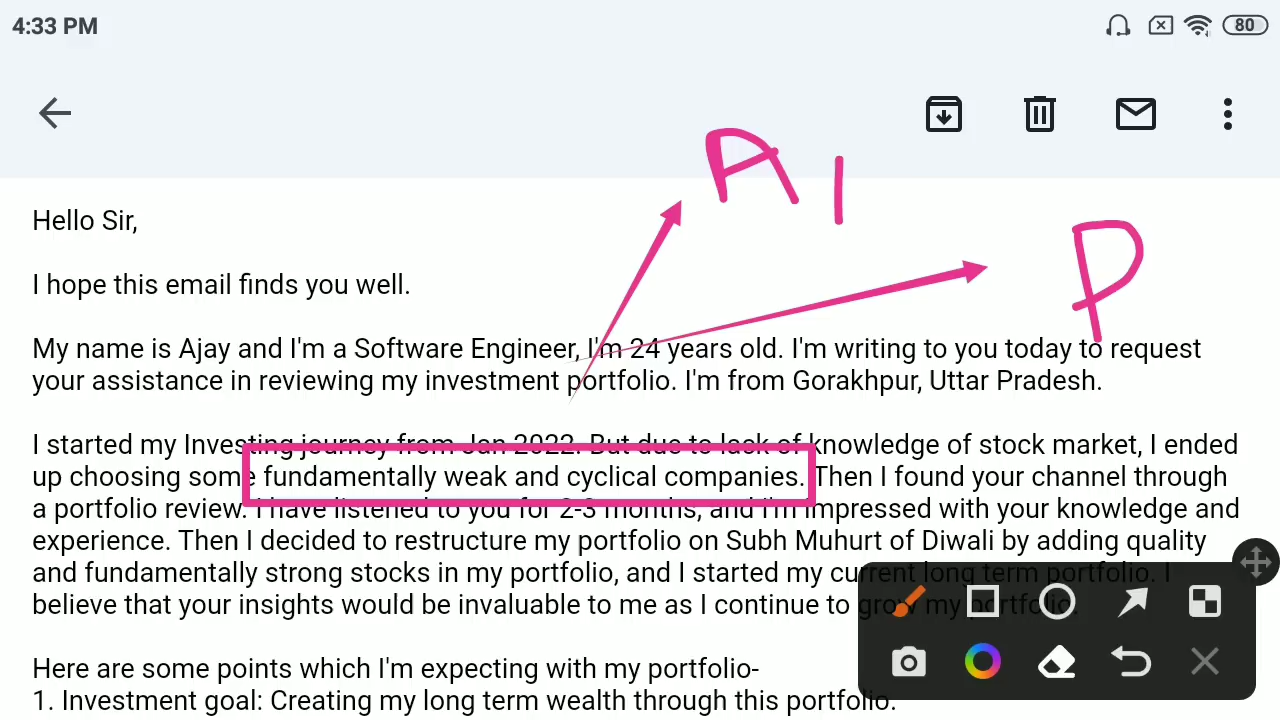 4:33 PM
80
A I
P
Hello Sir,
I hope this email finds you well.
My name is Ajay and I'm a Software Engineer, I'm 24 years old. I'm writing to you today to request
your assistance in reviewing my investment portfolio. I'm from Gorakhpur, Uttar Pradesh.
I started my Investing journey from Jan 2022. But due to lack of knowledge of stock market, I ended
up choosing some fundamentally weak and cyclical companies. Then I found your channel through
a portfolio review. I have listened to you for 2-3 months, and I'm impressed with your knowledge and
experience. Then I decided to restructure my portfolio on Subh Muhurt of Diwali by adding quality
and fundamentally strong stocks in my portfolio, and I started my current long term portfolio. I
believe that your insights would be invaluable to me as I continue to grow my portfolio.
Here are some points which I'm expecting with my portfolio-
1. Investment goal: Creating my long term wealth through this portfolio.